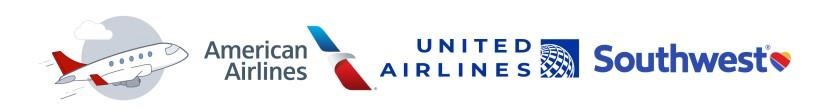 American
Airlines
UNITED
AIRLINES
Southwest